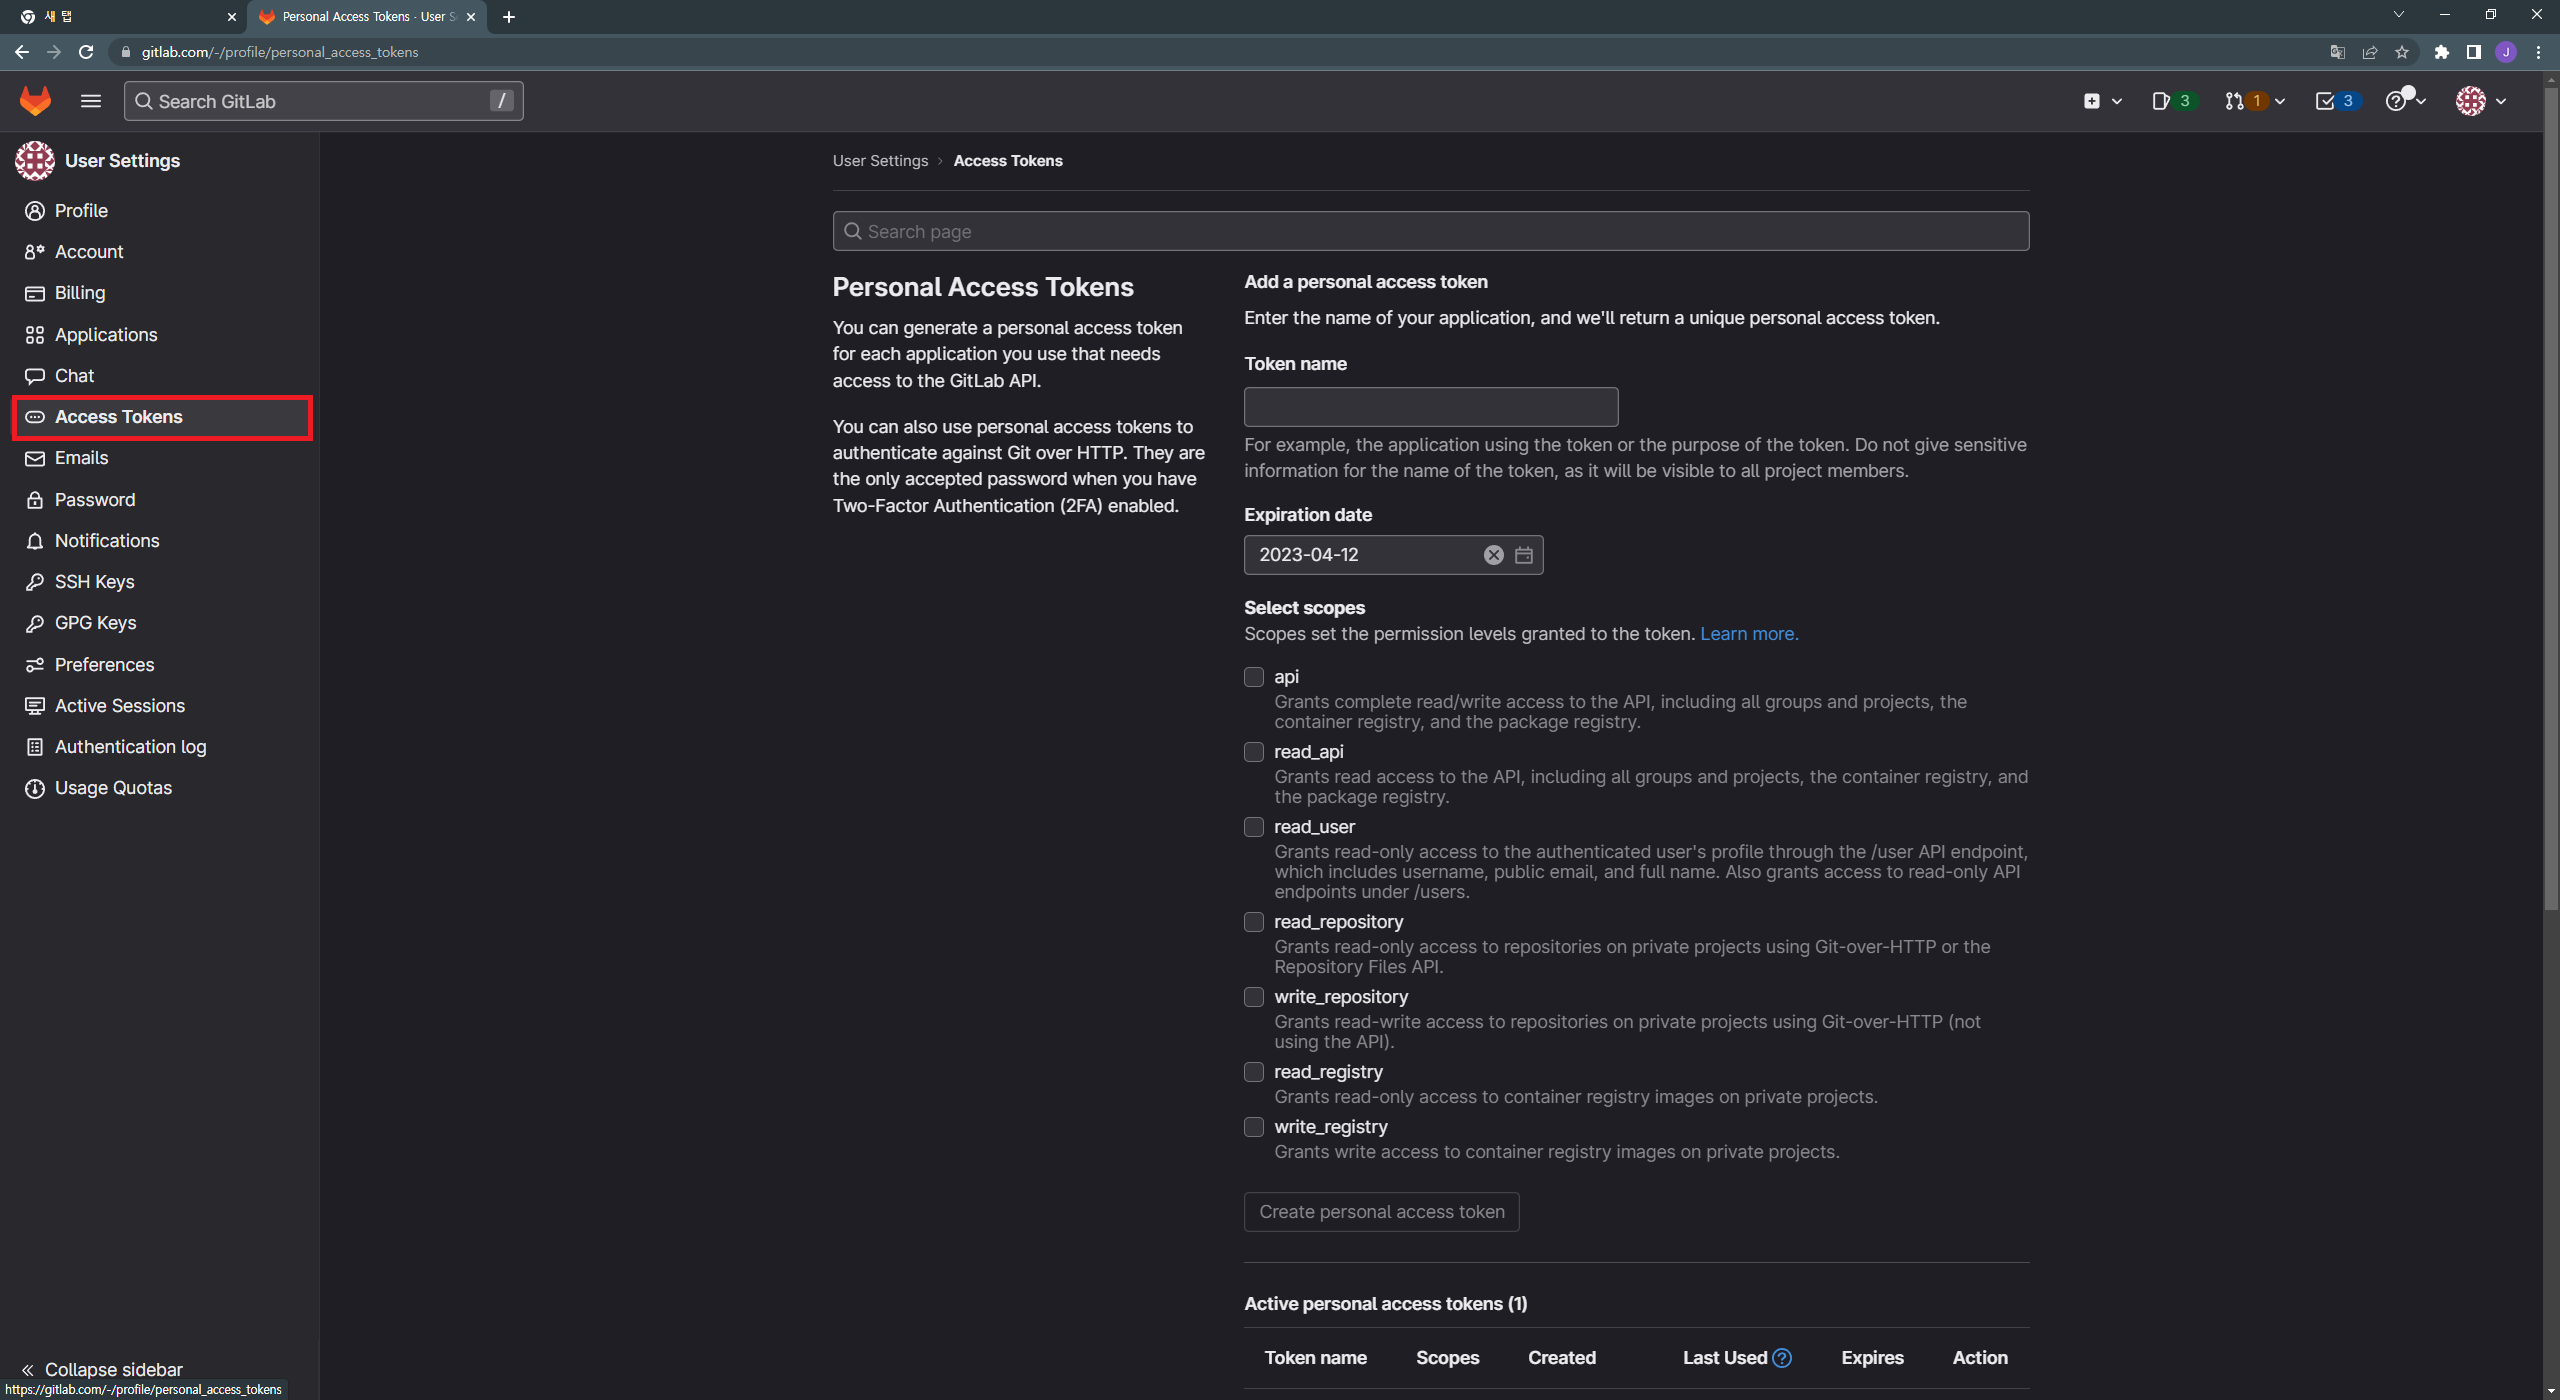 새 탭
Personal Access Tokens · User S
gitlab.com/-/profile/personal_access_tokens
J
Search GitLab
/
3
1
3
User Settings
Profile
Account
Billing
Applications
Chat
Access Tokens
Emails
Password
Notifications
SSH Keys
GPG Keys
Preferences
Active Sessions
Authentication log
Usage Quotas
Collapse sidebar
https://gitlab.com/-/profile/personal_access_tokens
User Settings › Access Tokens
Search page
Personal Access Tokens
You can generate a personal access token
for each application you use that needs
access to the GitLab API.
You can also use personal access tokens to
authenticate against Git over HTTP. They are
the only accepted password when you have
Two-Factor Authentication (2FA) enabled.
Add a personal access token
Enter the name of your application, and we'll return a unique personal access token.
Token name
For example, the application using the token or the purpose of the token. Do not give sensitive
information for the name of the token, as it will be visible to all project members.
Expiration date
2023-04-12
Select scopes
Scopes set the permission levels granted to the token. Learn more.
api
Grants complete read/write access to the API, including all groups and projects, the
container registry, and the package registry.
read_api
Grants read access to the API, including all groups and projects, the container registry, and
the package registry.
read_user
Grants read-only access to the authenticated user's profile through the /user API endpoint,
which includes username, public email, and full name. Also grants access to read-only API
endpoints under /users.
read_repository
Grants read-only access to repositories on private projects using Git-over-HTTP or the
Repository Files API.
write_repository
Grants read-write access to repositories on private projects using Git-over-HTTP (not
using the API).
read_registry
Grants read-only access to container registry images on private projects.
write_registry
Grants write access to container registry images on private projects.
Create personal access token
Active personal access tokens (1)
Token name Scopes Created Last Used Expires Action